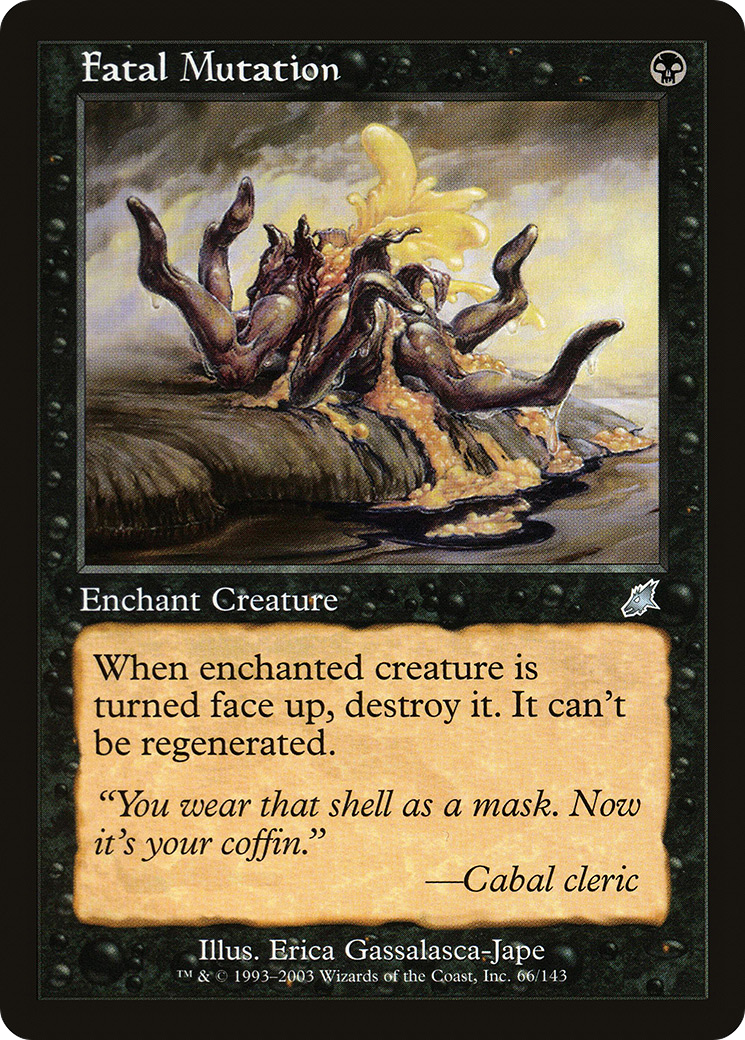 Fatal Mutation
Enchant Creature
When enchanted creature is
turned face up, destroy it. It can’t
be regenerated.
“You wear that shell as a mask. Now
it’s your coffin.”
—Cabal cleric
Illus. Erica Gassalasca-Jape
™ & © 1993–2003 Wizards of the Coast, Inc. 66/143